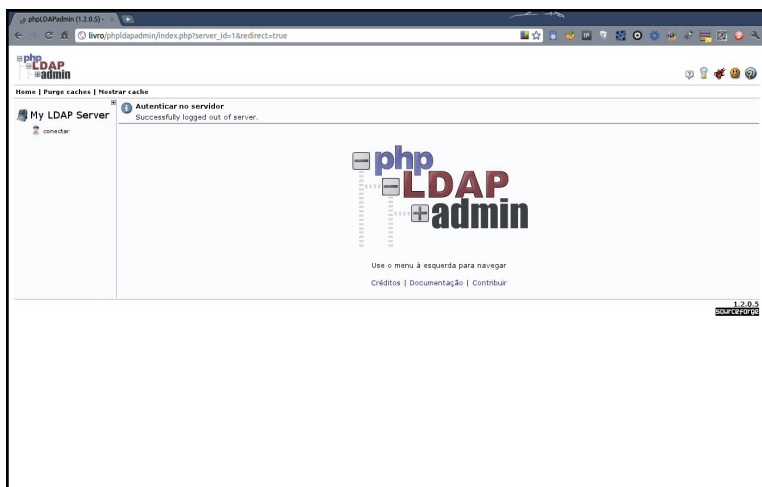 phpLDAPadmin (1.2.0.5) -
livro/phpldapadmin/index.php?server_id=1&redirect=true
php
LDAP
admin
Home | Purge caches | Mostrar cache
My LDAP Server
conectar
Autenticar no servidor
Successfully logged out of server.
php
LDAP
admin
Use o menu à esquerda para navegar
Créditos | Documentação | Contribuir
1.2.0.5
sourceforge